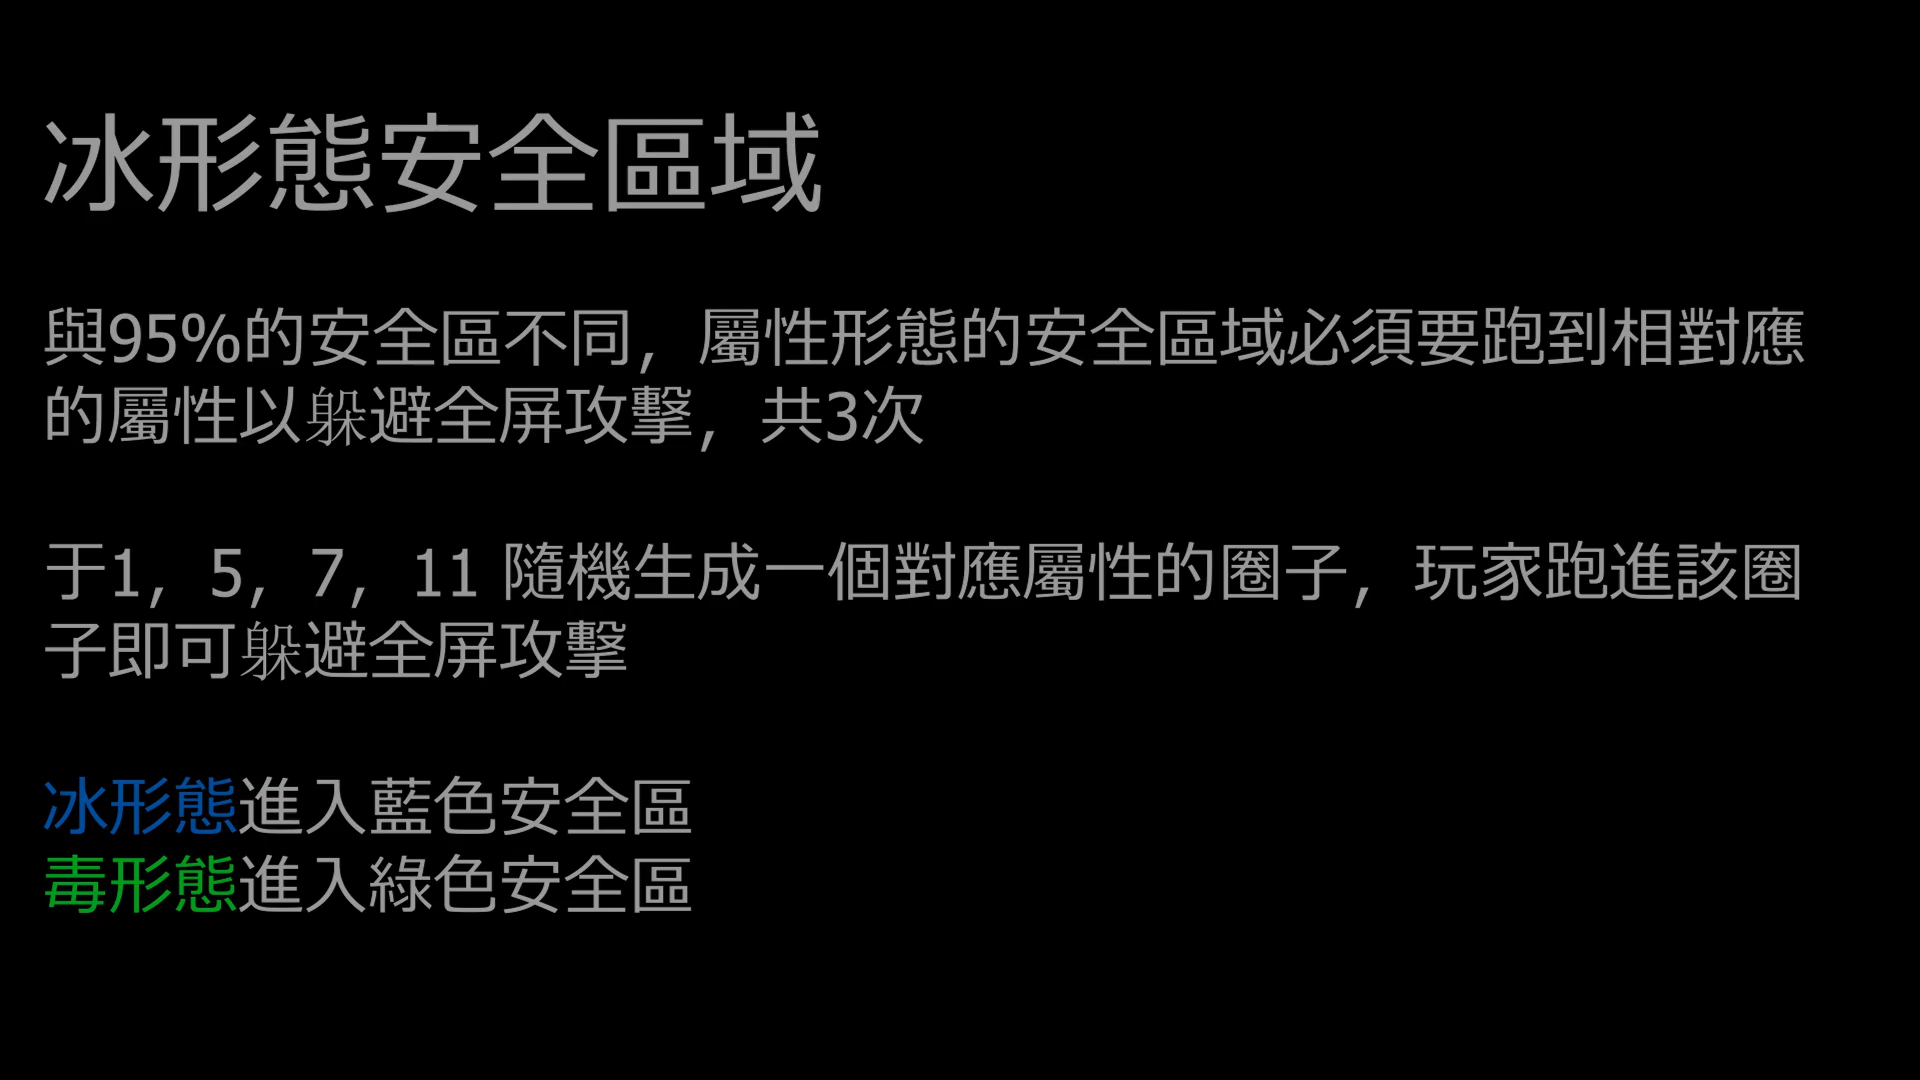 冰形態安全區域
與95%的安全區不同，屬性形態的安全區域必須要跑到相對應
的屬性以躲避全屏攻擊，共3次
于1，5，7，11 隨機生成一個對應屬性的圈子，玩家跑進該圈
子即可躲避全屏攻擊
冰形態進入藍色安全區
毒形態進入綠色安全區